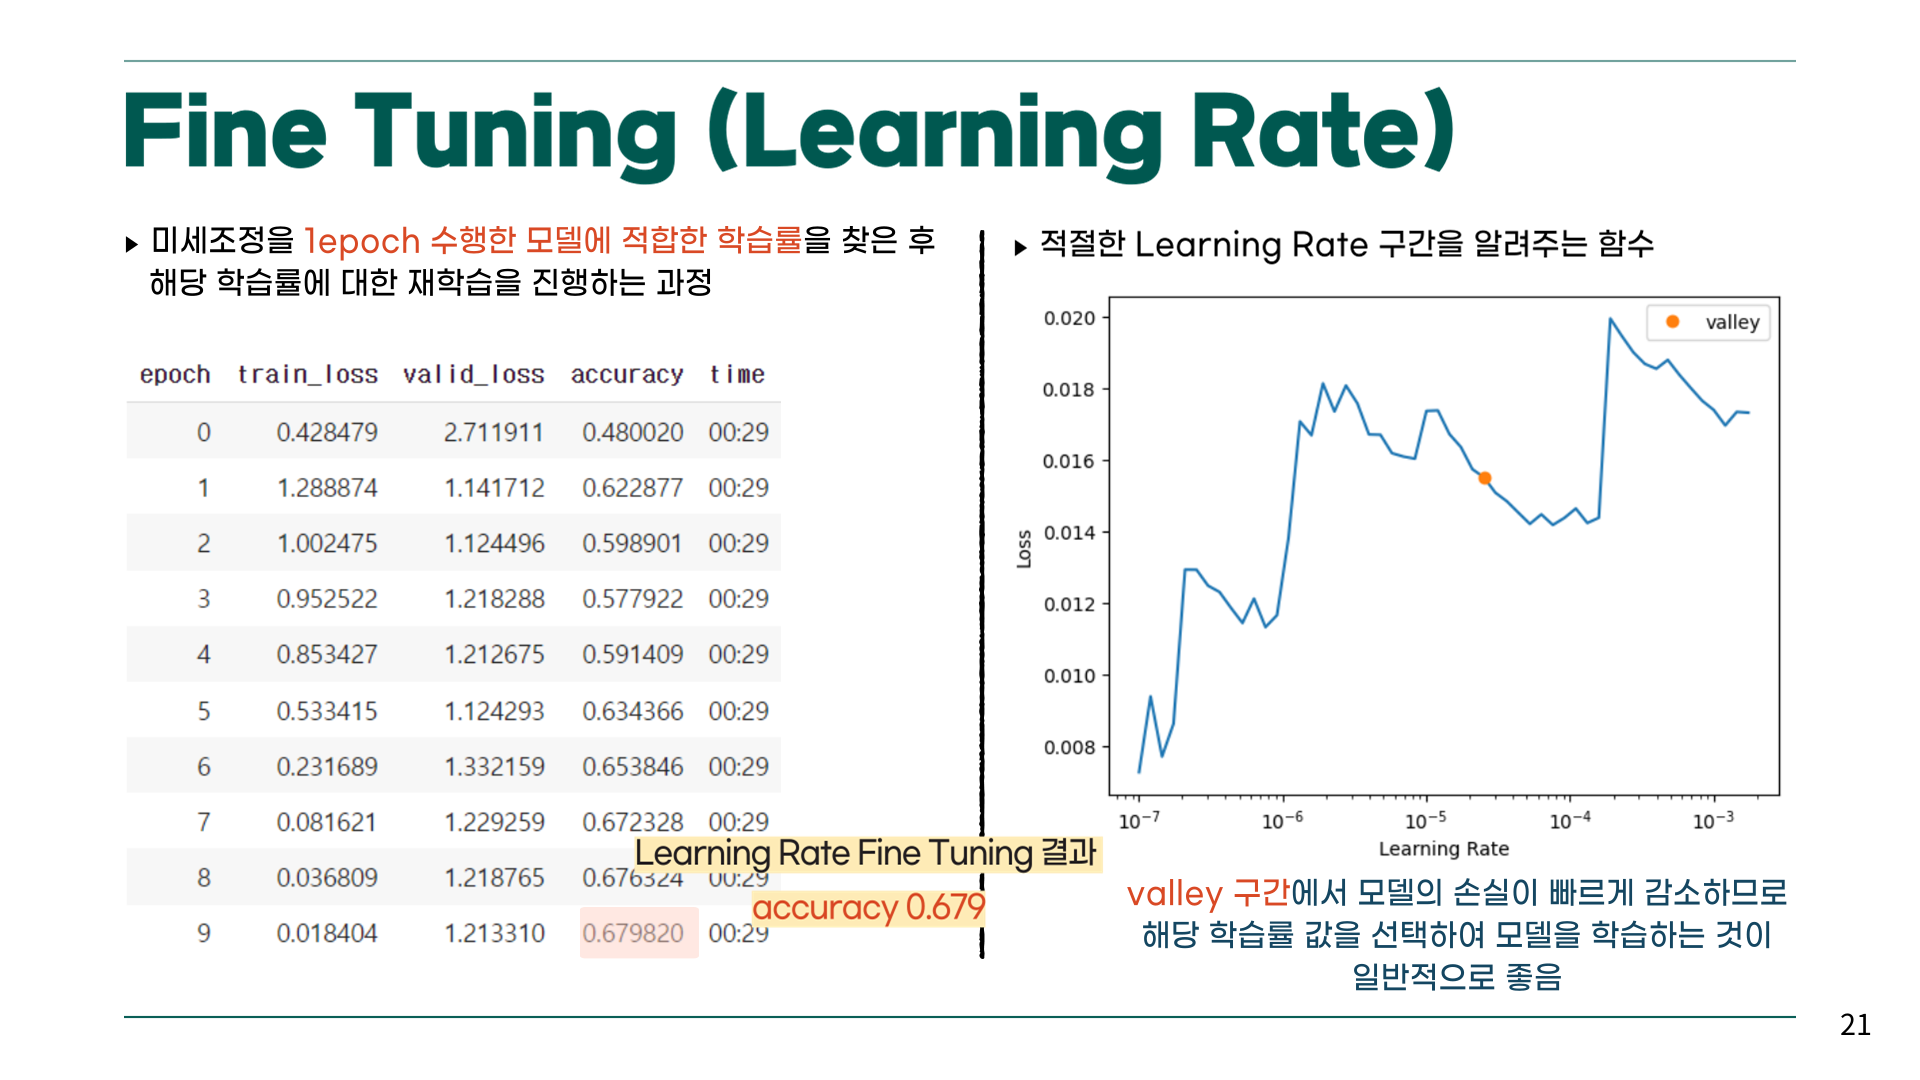 Fine Tuning (Learning Rate)
▸ 미세조정을 1epoch 수행한 모델에 적합한 학습률을 찾은 후
해당 학습률에 대한 재학습을 진행하는 과정
epoch train_loss valid_loss accuracy time
0 0.428479 2.711911 0.480020 00:29
1 1.288874 1.141712 0.622877 00:29
2 1.002475 1.124496 0.598901 00:29
3 0.952522 1.218288 0.577922 00:29
4 0.853427 1.212675 0.591409 00:29
5 0.533415 1.124293 0.634366 00:29
6 0.231689 1.332159 0.653846 00:29
7 0.081621 1.229259 0.672328 00:29
8 0.036809 1.218765 0.676324 00:29
9 0.018404 1.213310 0.679820 00:29
Learning Rate Fine Tuning 결과
accuracy 0.679
▸ 적절한 Learning Rate 구간을 알려주는 함수
valley
0.020
0.018
0.016
0.014
0.012
0.010
0.008
Loss
10⁻⁷ 10⁻⁶ 10⁻⁵ 10⁻⁴ 10⁻³
Learning Rate
valley 구간에서 모델의 손실이 빠르게 감소하므로
해당 학습률 값을 선택하여 모델을 학습하는 것이
일반적으로 좋음
21